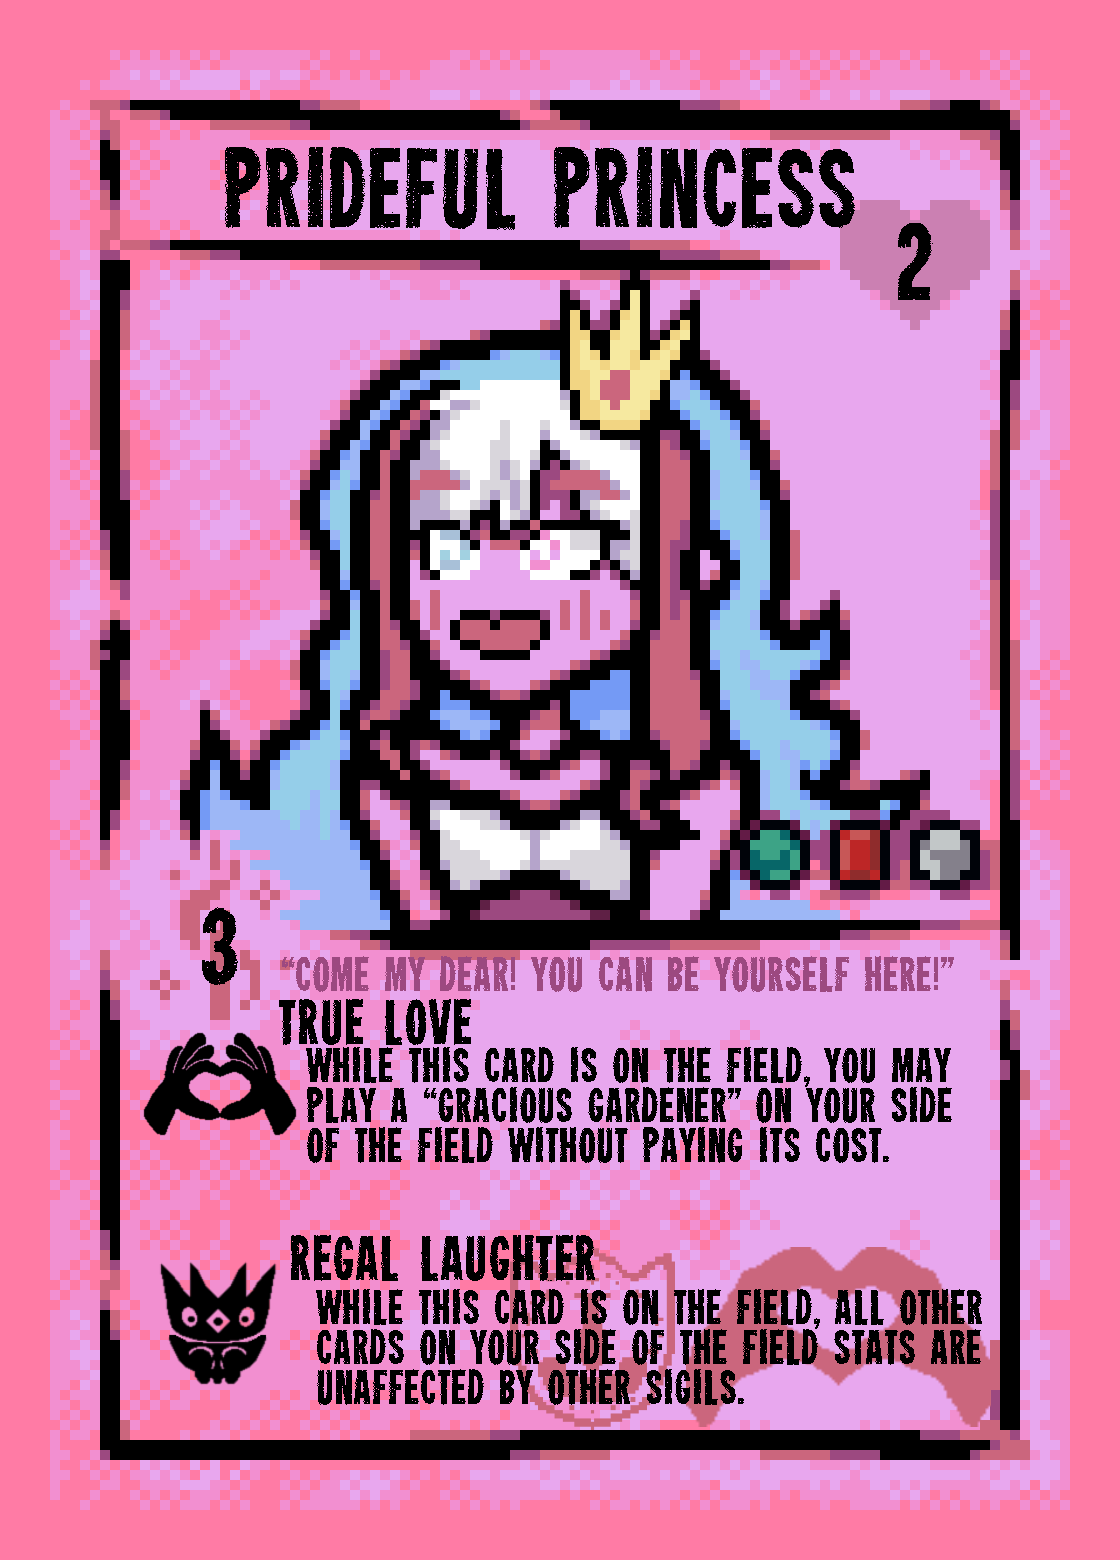 PRIDEFUL PRINCESS
2
3
“COME MY DEAR! YOU CAN BE YOURSELF HERE!”
TRUE LOVE
WHILE THIS CARD IS ON THE FIELD, YOU MAY
PLAY A “GRACIOUS GARDENER” ON YOUR SIDE
OF THE FIELD WITHOUT PAYING ITS COST.
REGAL LAUGHTER
WHILE THIS CARD IS ON THE FIELD, ALL OTHER
CARDS ON YOUR SIDE OF THE FIELD STATS ARE
UNAFFECTED BY OTHER SIGILS.